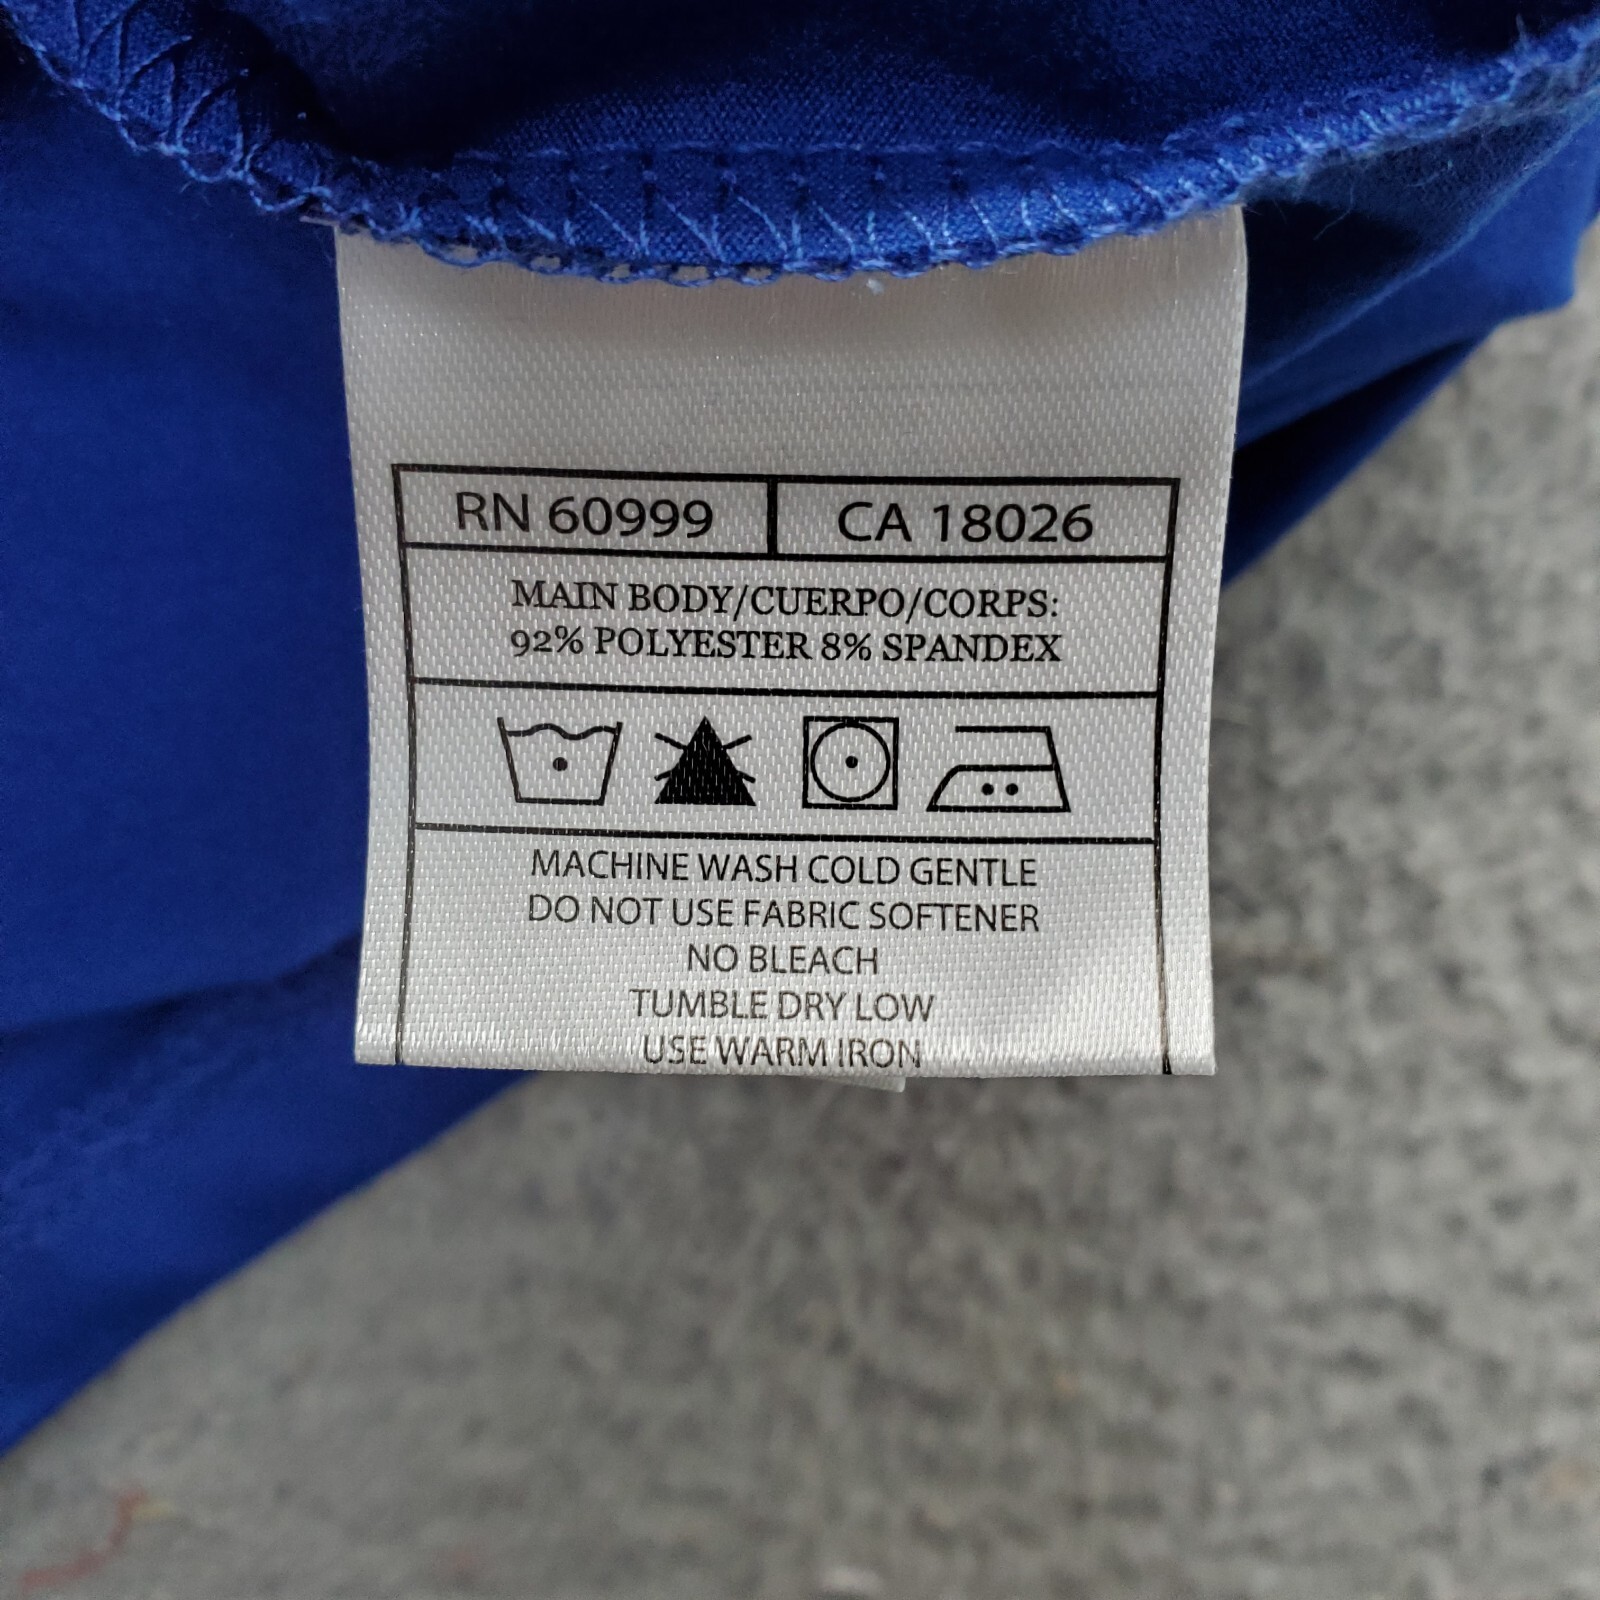 RN 60999 CA 18026
MAIN BODY/CUERPO/CORPS:
92% POLYESTER 8% SPANDEX
MACHINE WASH COLD GENTLE
DO NOT USE FABRIC SOFTENER
NO BLEACH
TUMBLE DRY LOW
USE WARM IRON